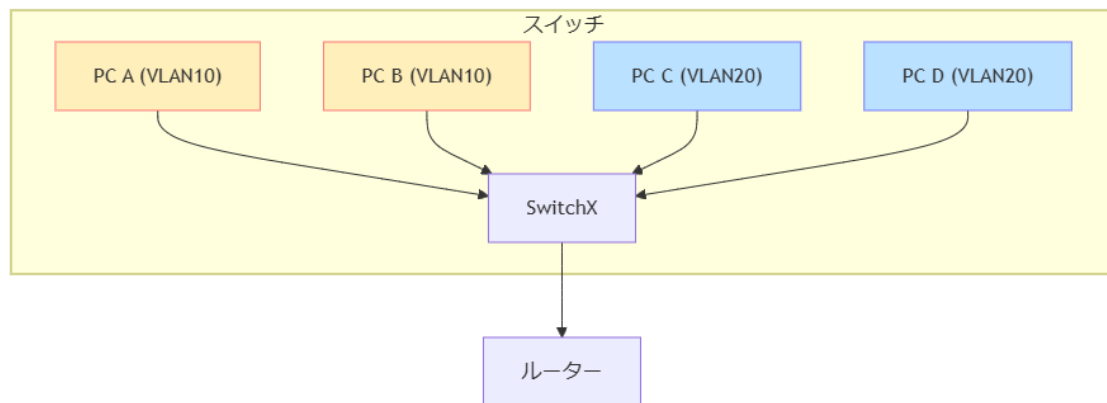 スイッチ
PC A (VLAN10)
PC B (VLAN10)
PC C (VLAN20)
PC D (VLAN20)
SwitchX
ルーター